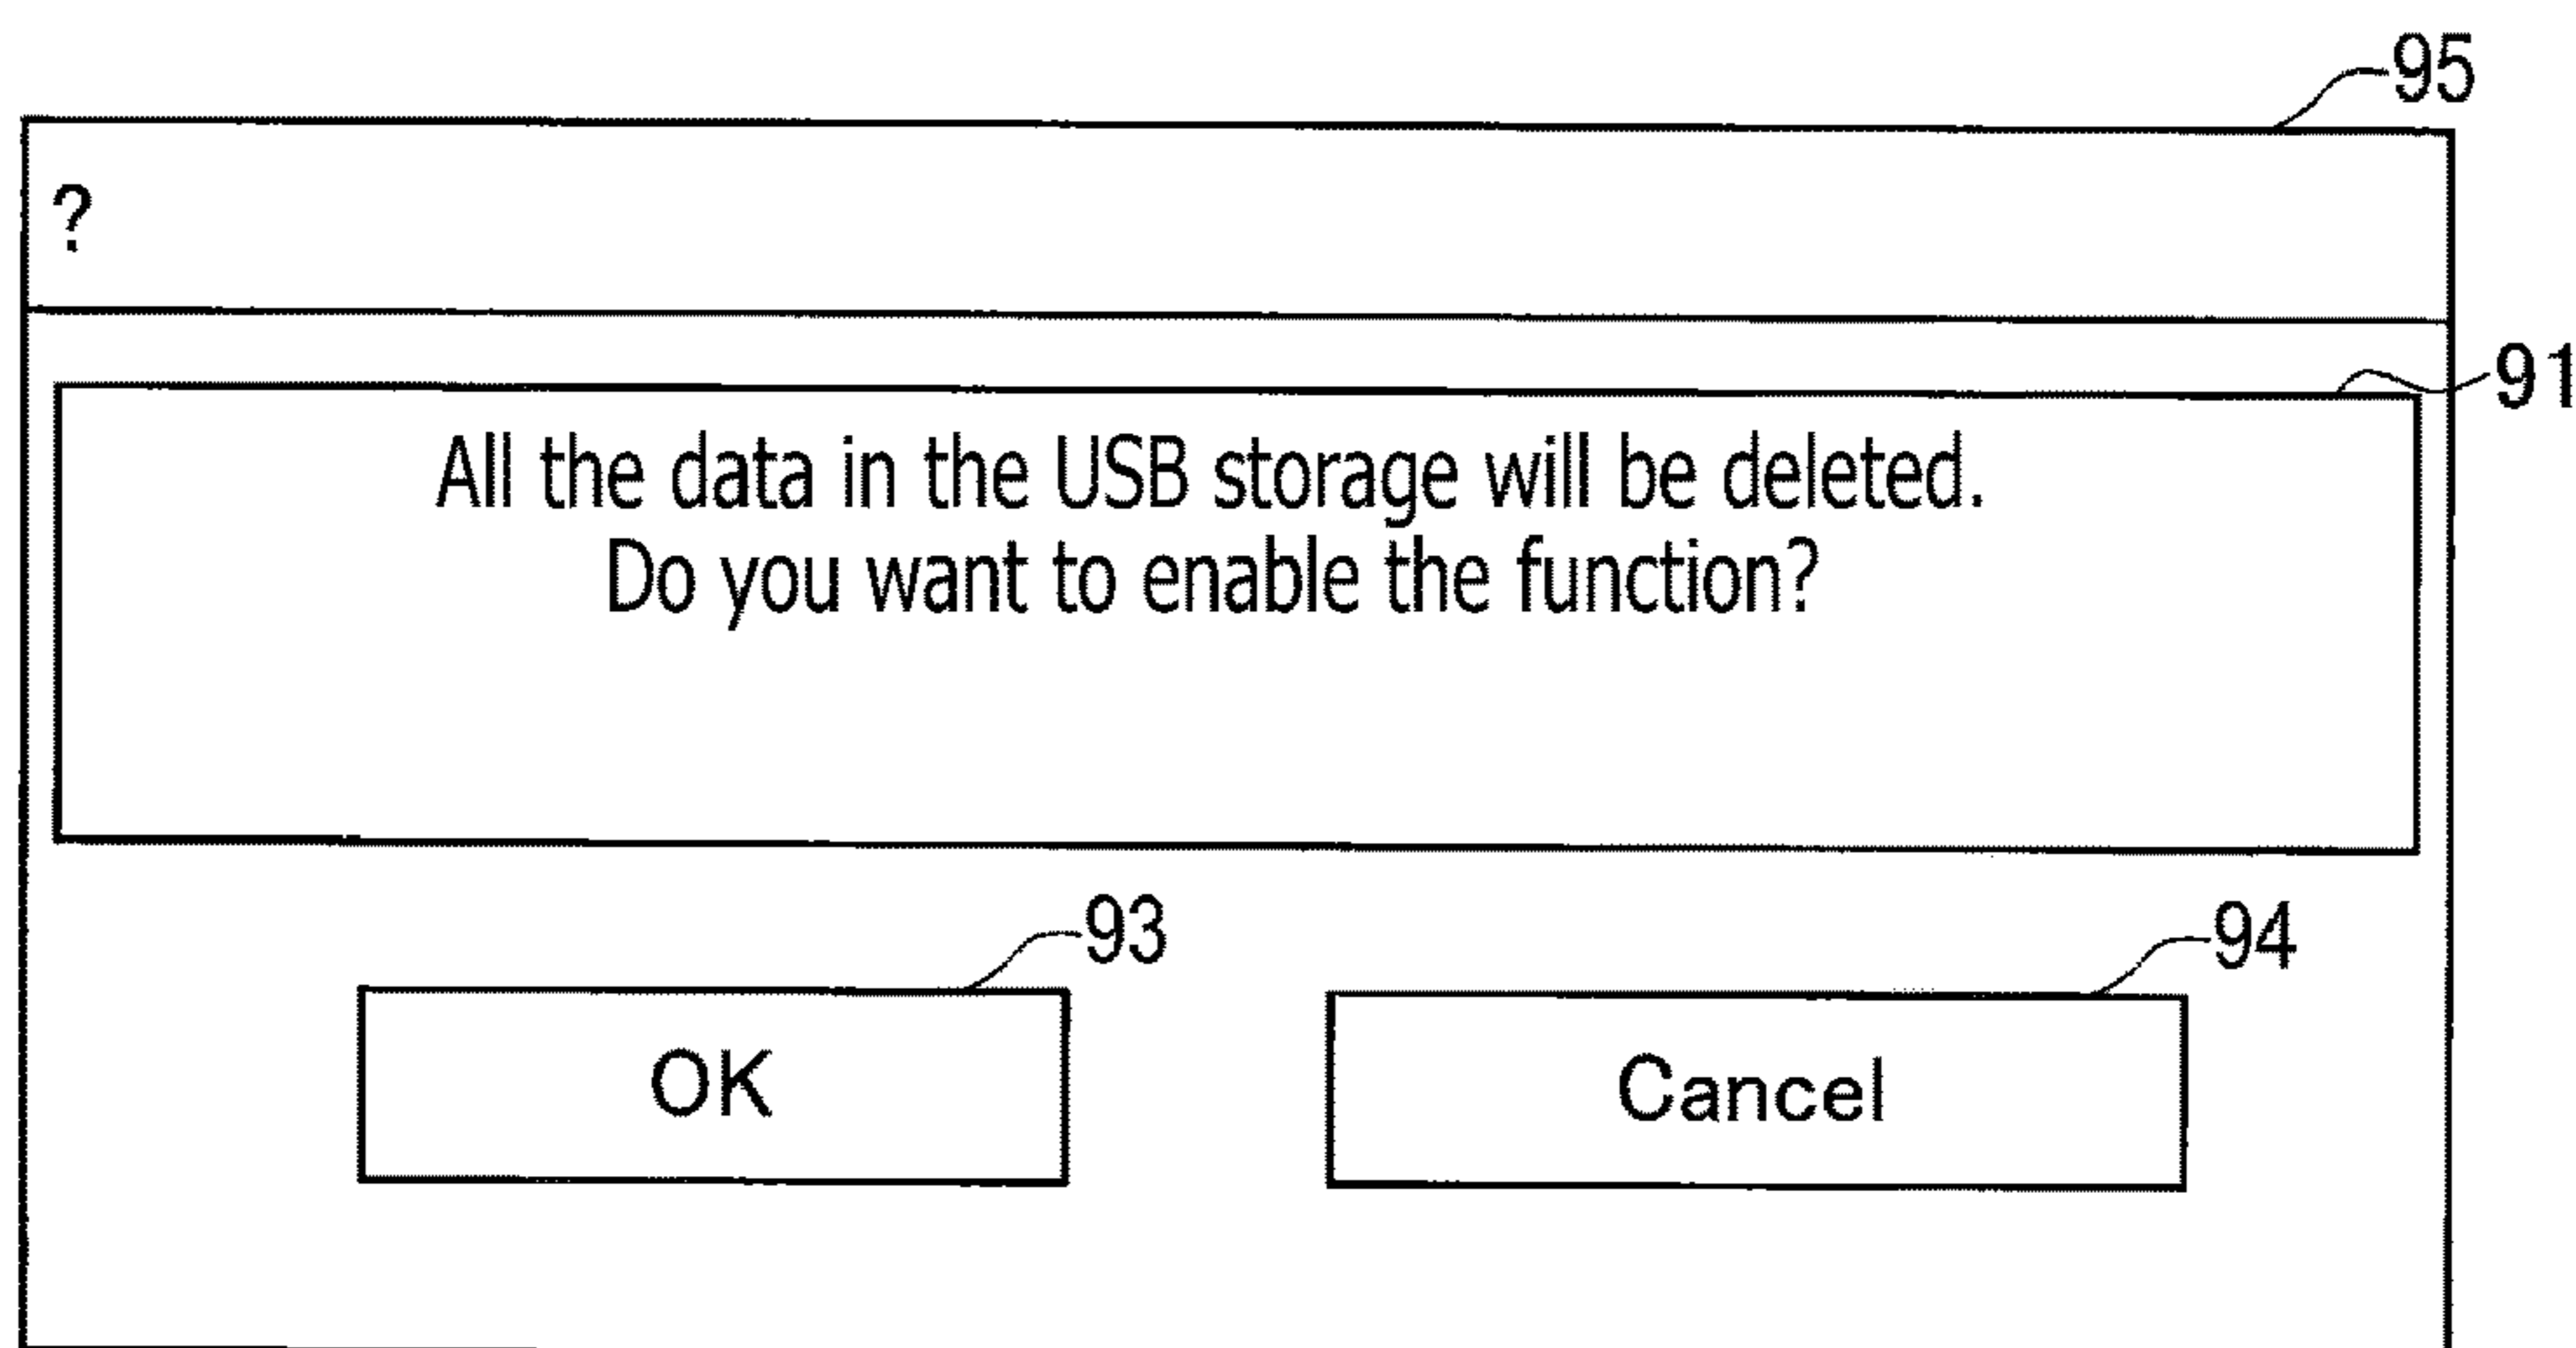 95
?
91
All the data in the USB storage will be deleted.
Do you want to enable the function?
93
94
OK
Cancel